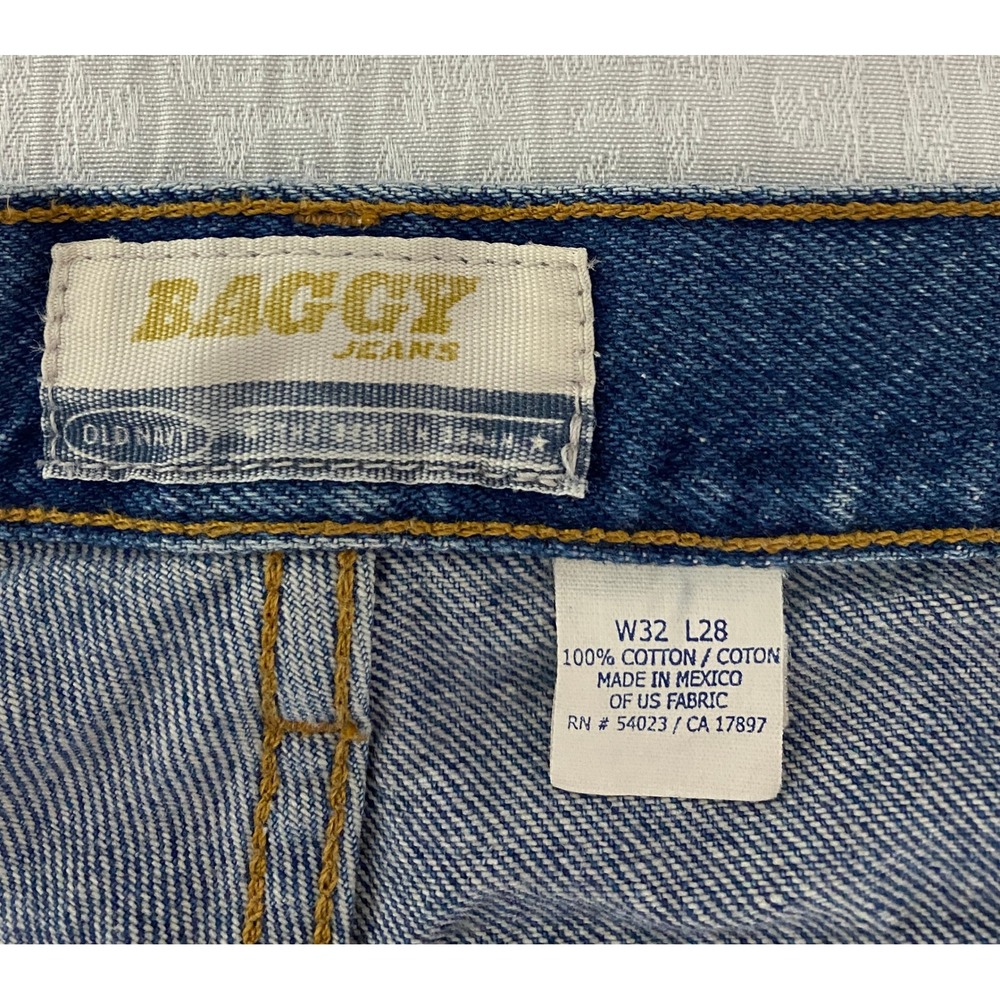 BAGGY
JEANS
OLD NAVY
W32 L28
100% COTTON / COTON
MADE IN MEXICO
OF US FABRIC
RN # 54023 / CA 17897